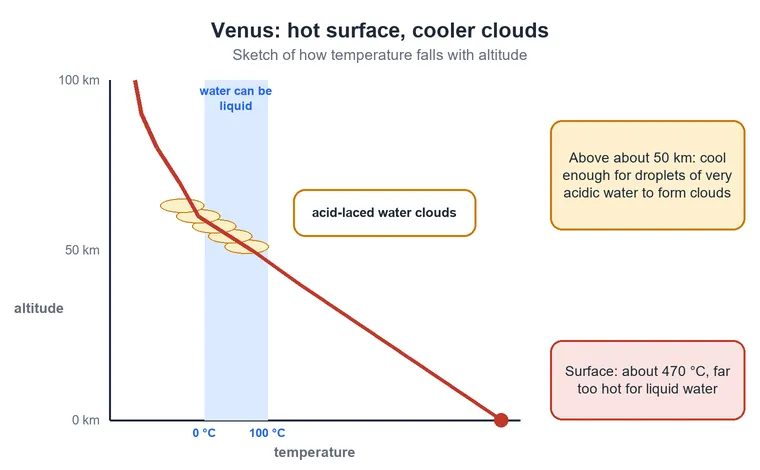 Venus: hot surface, cooler clouds
Sketch of how temperature falls with altitude
100 km
water can be
liquid
Above about 50 km: cool
enough for droplets of very
acidic water to form clouds
acid-laced water clouds
50 km
altitude
Surface: about 470 °C, far
too hot for liquid water
0 km
0 °C
100 °C
temperature